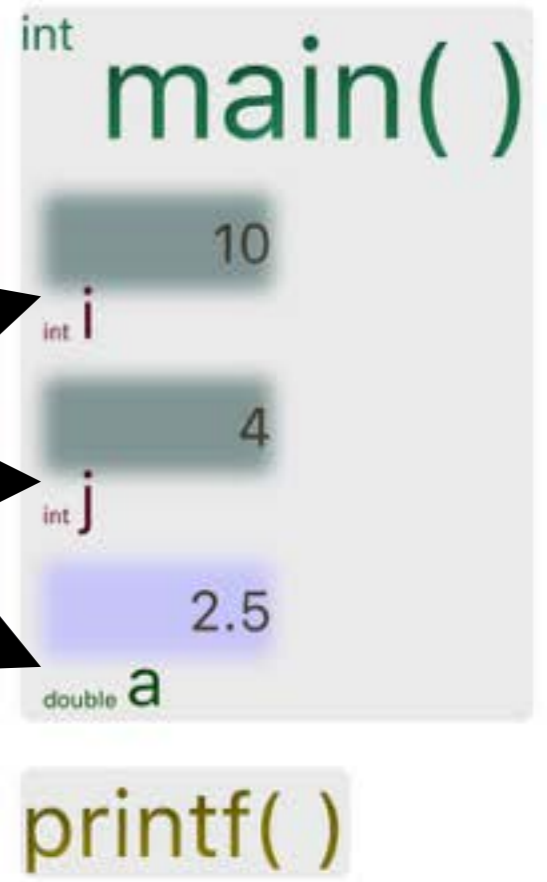 int
main( )
10
int i
4
int j
2.5
double a
printf( )